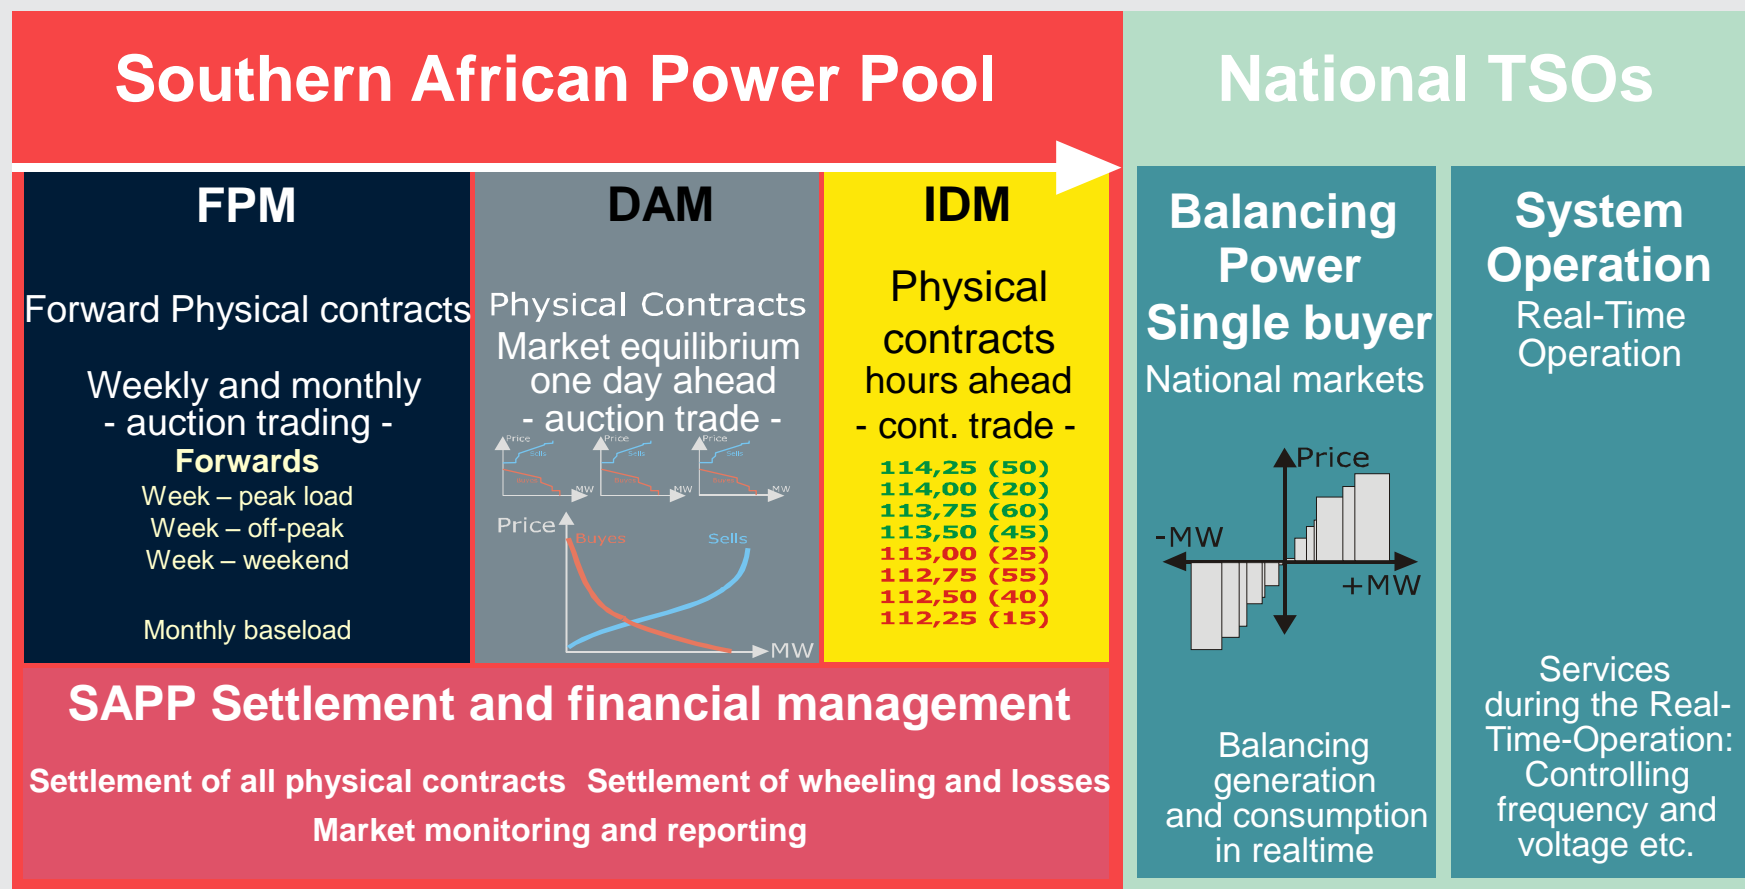 Southern African Power Pool
National TSOs
FPM
Forward Physical contracts
Weekly and monthly
- auction trading -
Forwards
Week – peak load
Week – off-peak
Week – weekend
Monthly baseload
DAM
Physical Contracts
Market equilibrium
one day ahead
- auction trade -
Price
Sells
Buyes
MW
Price
Sells
Buyes
MW
Price
Sells
Buyes
MW
Price
Buyes
Sells
MW
IDM
Physical
contracts
hours ahead
- cont. trade -
114,25 (50)
114,00 (20)
113,75 (60)
113,50 (45)
113,00 (25)
112,75 (55)
112,50 (40)
112,25 (15)
SAPP Settlement and financial management
Settlement of all physical contracts Settlement of wheeling and losses
Market monitoring and reporting
Balancing
Power
Single buyer
National markets
Price
-MW
+MW
Balancing
generation
and consumption
in realtime
System
Operation
Real-Time
Operation
Services
during the Real-
Time-Operation:
Controlling
frequency and
voltage etc.